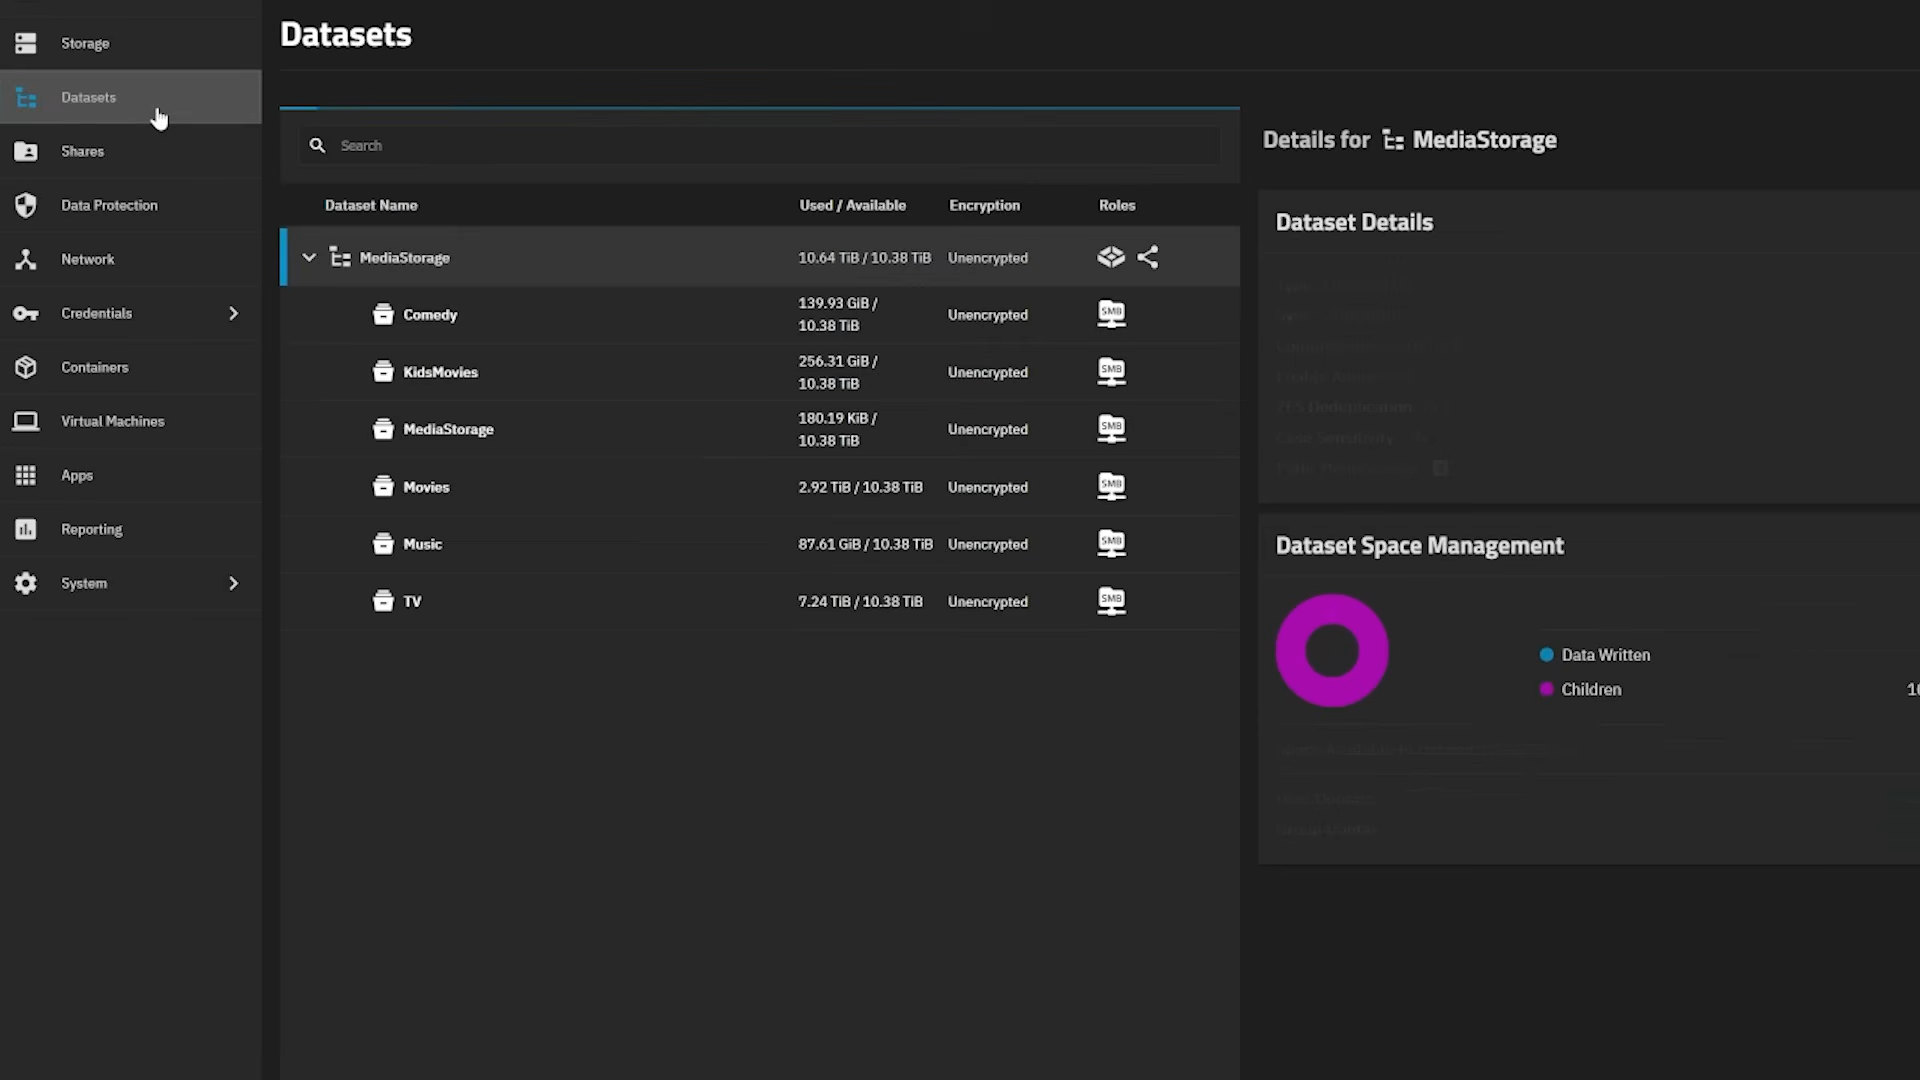 Datasets
Storage
Datasets
Shares
Data Protection
Network
Credentials
Containers
Virtual Machines
Apps
Reporting
System
Search
Dataset Name Used / Available Encryption Roles
MediaStorage 10.64 TiB / 10.38 TiB Unencrypted
Comedy 139.93 GiB / 10.38 TiB Unencrypted SMB
KidsMovies 256.31 GiB / 10.38 TiB Unencrypted SMB
MediaStorage 180.19 KiB / 10.38 TiB Unencrypted SMB
Movies 2.92 TiB / 10.38 TiB Unencrypted SMB
Music 87.61 GiB / 10.38 TiB Unencrypted SMB
TV 7.24 TiB / 10.38 TiB Unencrypted SMB
Details for MediaStorage
Dataset Details
ZFS Deduplication
Case Sensitivity
Dataset Space Management
Data Written
Children